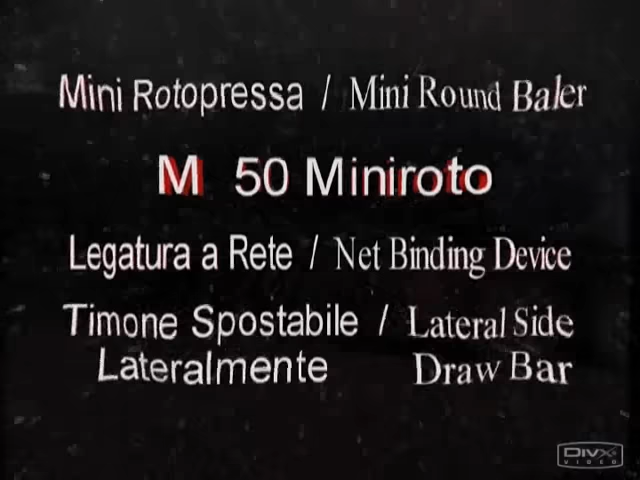 Mini Rotopressa / Mini Round Baler
M 50 Miniroto
Legatura a Rete / Net Binding Device
Timone Spostabile / Lateral Side
Lateralmente Draw Bar
DIVX
VIDEO